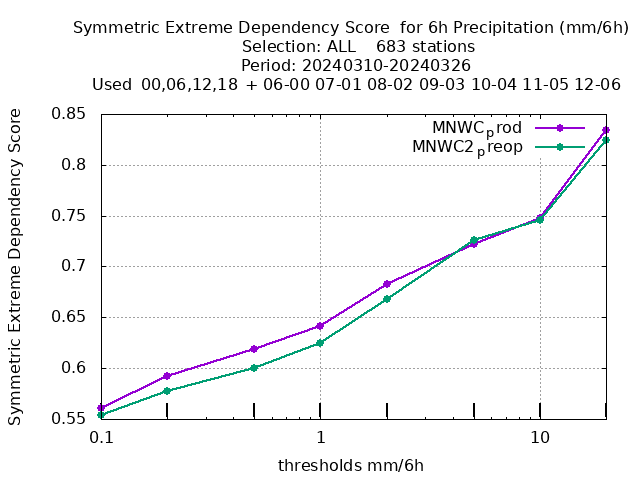 Symmetric Extreme Dependency Score  for 6h Precipitation (mm/6h)
Selection: ALL    683 stations
Period: 20240310-20240326
Used  00,06,12,18  + 06-00 07-01 08-02 09-03 10-04 11-05 12-06
Symmetric Extreme Dependency Score
0.85
0.8
0.75
0.7
0.65
0.6
0.55
MNWCprod
MNWC2preop
0.1
1
10
thresholds mm/6h